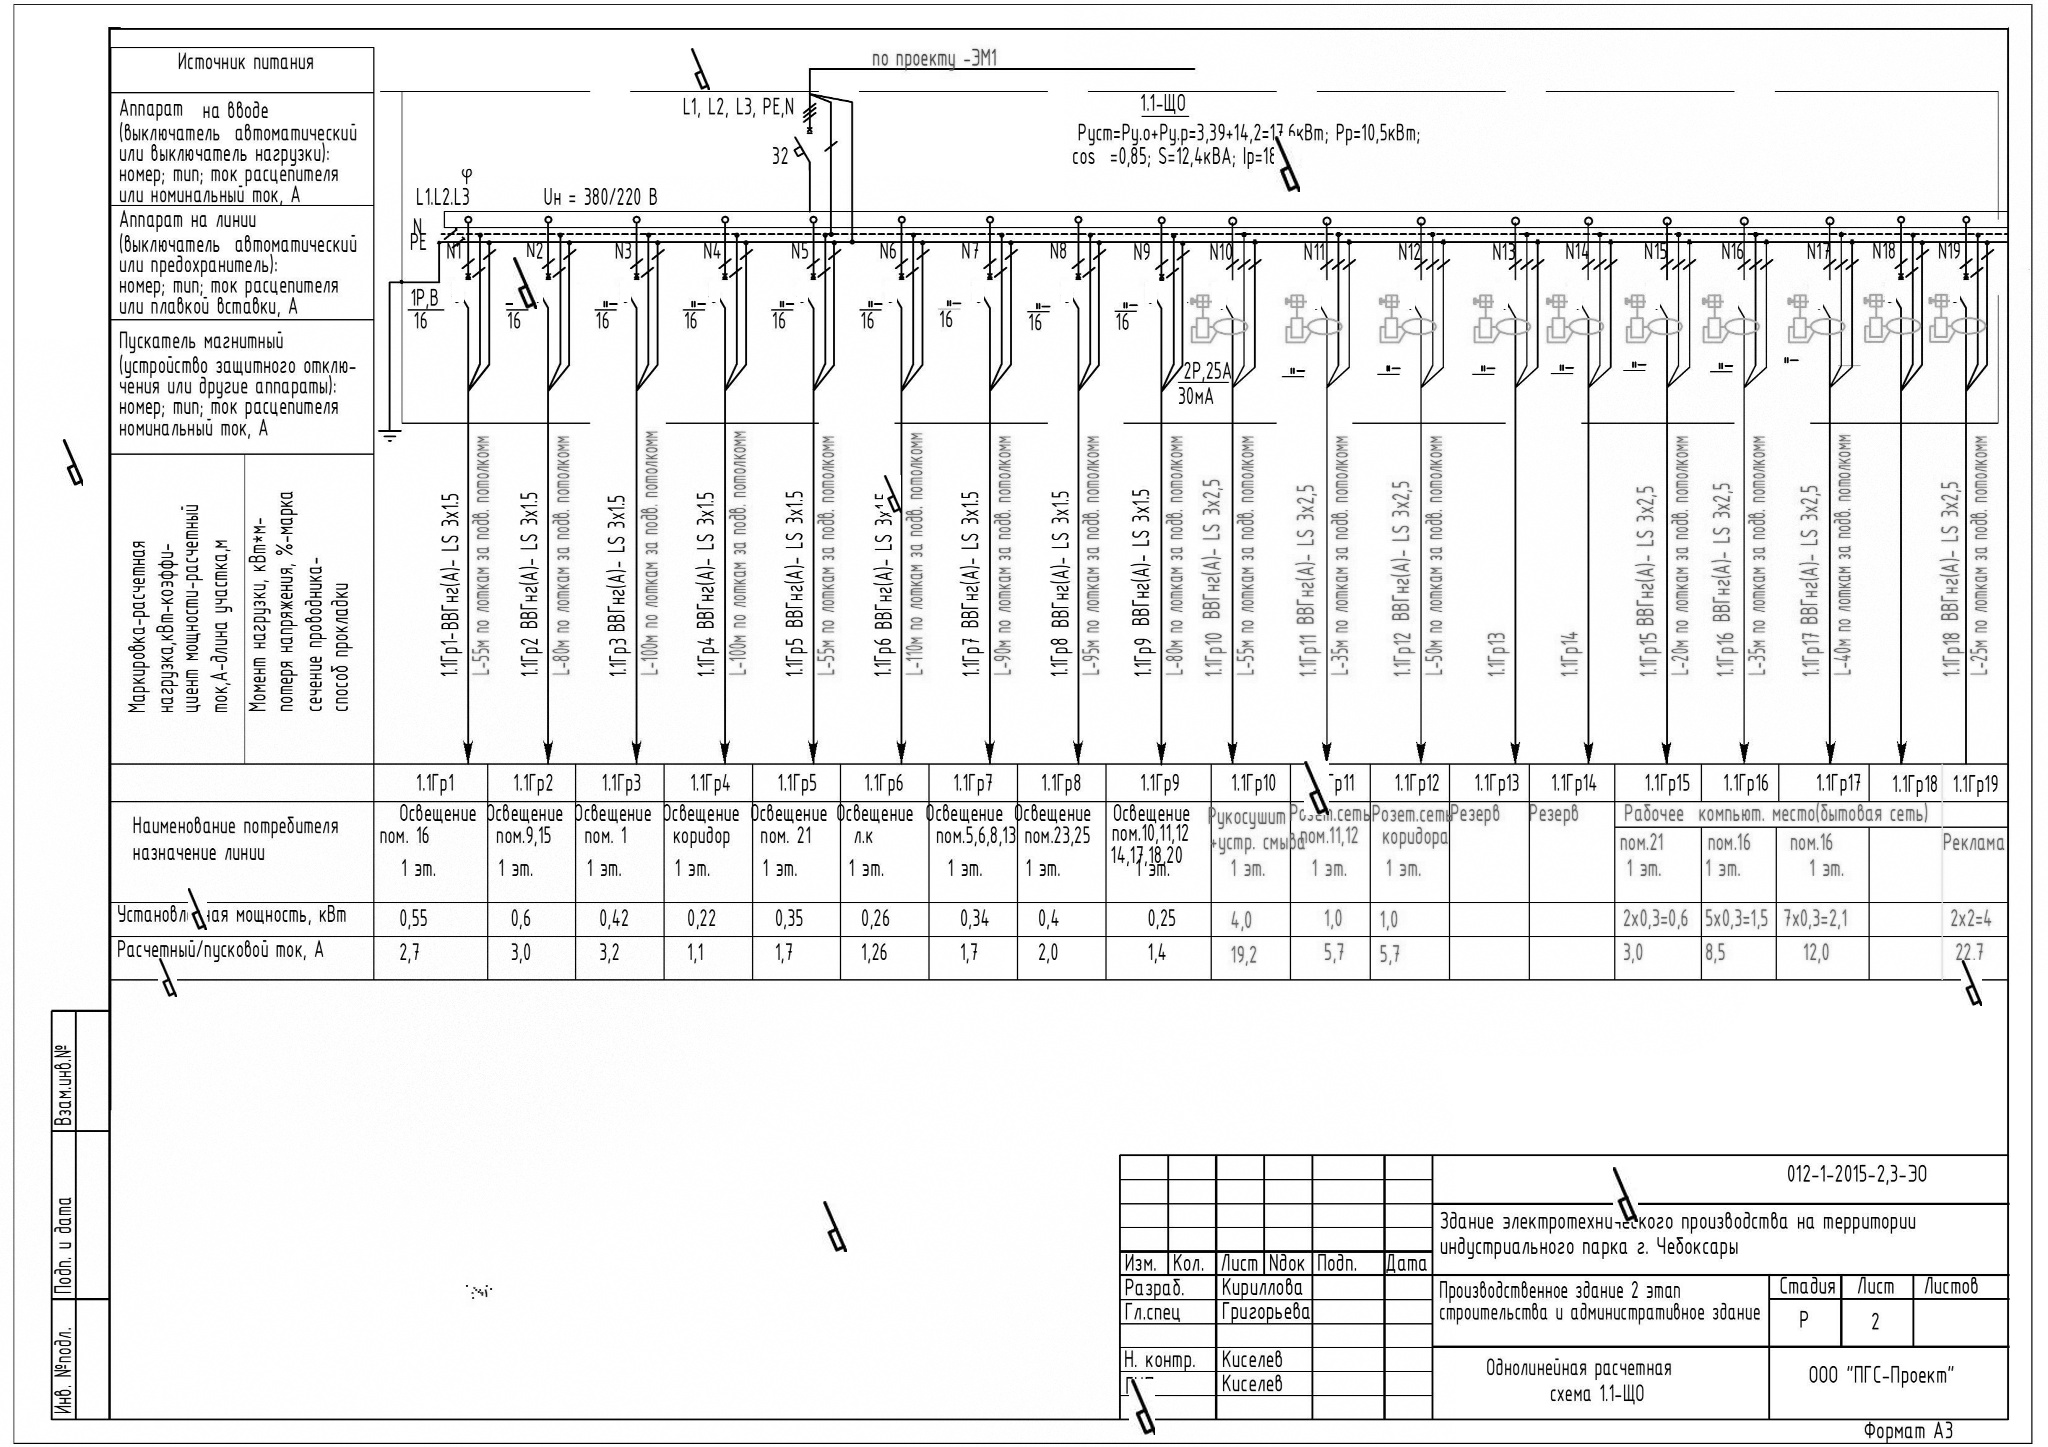 Источник питания
Аппарат на вводе
(выключатель автоматический
или выключатель нагрузки):
номер; тип; ток расцепителя
или номинальный ток, А
Аппарат на линии
(выключатель автоматический
или предохранитель):
номер; тип; ток расцепителя
или плавкой вставки, А
Пускатель магнитный
(устройство защитного отклю-
чения или другие аппараты):
номер; тип; ток расцепителя
номинальный ток, А
Маркировка-расчетная
нагрузка,кВт-коэффи-
циент мощности-расчетный
ток,А-длина участка,м
Момент нагрузки, кВт*м-
потеря напряжения, %-марка
сечение проводника-
способ прокладки
по проекту -ЭМ1
L1, L2, L3, PE,N
32
1.1-ЩО
Руст=Ру.о+Ру.р=3,39+14,2=17,6кВт; Рр=10,5кВт;
cos =0,85; S=12,4кВА; Iр=18
φ
L1.L2.L3
Uн = 380/220 В
N
PE
N1 N2 N3 N4 N5 N6 N7 N8 N9 N10 N11 N12 N13 N14 N15 N16 N17 N18 N19
1Р,В
16
"- 16
"- 16
"- 16
"- 16
"- 16
"- 16
"- 16
"- 16
2Р,25А
30мА
"- "- "- "- "- "- "-
1.1Гр1-ВВГнг(А)- LS 3х1.5
L-55м по лоткам за подв. потолкомм
1.1Гр2 ВВГнг(А)- LS 3х1.5
L-80м по лоткам за подв. потолкомм
1.1Гр3 ВВГнг(А)- LS 3х1.5
L-100м по лоткам за подв. потолкомм
1.1Гр4 ВВГнг(А)- LS 3х1.5
L-100м по лоткам за подв. потолкомм
1.1Гр5 ВВГнг(А)- LS 3х1.5
L-55м по лоткам за подв. потолкомм
1.1Гр6 ВВГнг(А)- LS 3х1.5
L-110м по лоткам за подв. потолкомм
1.1Гр7 ВВГнг(А)- LS 3х1.5
L-90м по лоткам за подв. потолкомм
1.1Гр8 ВВГнг(А)- LS 3х1.5
L-95м по лоткам за подв. потолкомм
1.1Гр9 ВВГнг(А)- LS 3х1.5
L-80м по лоткам за подв. потолкомм
1.1Гр10 ВВГнг(А)- LS 3х2,5
L-55м по лоткам за подв. потолкомм
1.1Гр11 ВВГнг(А)- LS 3х2,5
L-35м по лоткам за подв. потолкомм
1.1Гр12 ВВГнг(А)- LS 3х2,5
L-50м по лоткам за подв. потолкомм
1.1Гр13
1.1Гр14
1.1Гр15 ВВГнг(А)- LS 3х2,5
L-20м по лоткам за подв. потолкомм
1.1Гр16 ВВГнг(А)- LS 3х2,5
L-35м по лоткам за подв. потолкомм
1.1Гр17 ВВГнг(А)- LS 3х2,5
L-40м по лоткам за подв. потолкомм
1.1Гр18 ВВГнг(А)- LS 3х2,5
L-25м по лоткам за подв. потолкомм
1.1Гр1 1.1Гр2 1.1Гр3 1.1Гр4 1.1Гр5 1.1Гр6 1.1Гр7 1.1Гр8 1.1Гр9 1.1Гр10 Гр11 1.1Гр12 1.1Гр13 1.1Гр14 1.1Гр15 1.1Гр16 1.1Гр17 1.1Гр18 1.1Гр19
Наименование потребителя
назначение линии
Освещение
пом. 16
1 эт.
Освещение
пом.9,15
1 эт.
Освещение
пом. 1
1 эт.
Освещение
коридор
1 эт.
Освещение
пом. 21
1 эт.
Освещение
л.к
1 эт.
Освещение
пом.5,6,8,13
1 эт.
Освещение
пом.23,25
1 эт.
Освещение
пом.10,11,12
14,17,18,20
1 эт.
Рукосушит
+устр. смыва
1 эт.
Розет.сеть
пом.11,12
1 эт.
Розет.сеть
коридора
1 эт.
Резерв
Резерв
Рабочее компьют. место(бытовая сеть)
пом.21
1 эт.
пом.16
1 эт.
пом.16
1 эт.
Реклама
Установленная мощность, кВт
0,55 0,6 0,42 0,22 0,35 0,26 0,34 0,4 0,25 4,0 1,0 1,0 2х0,3=0,6 5х0,3=1,5 7х0,3=2,1 2х2=4
Расчетный/пусковой ток, А
2,7 3,0 3,2 1,1 1,7 1,26 1,7 2,0 1,4 19,2 5,7 5,7 3,0 8,5 12,0 22.7
Взам.инв.№
Подп. и дата
Инв. №подл.
012-1-2015-2,3-ЭО
Здание электротехнического производства на территории
индустриального парка г. Чебоксары
Изм. Кол. Лист Nдок Подп. Дата
Разраб. Кириллова
Гл.спец Григорьева
Н. контр. Киселев
Киселев
Производственное здание 2 этап
строительства и административное здание
Стадия Лист Листов
Р 2
Однолинейная расчетная
схема 1.1-ЩО
ООО "ПГС-Проект"
Формат А3